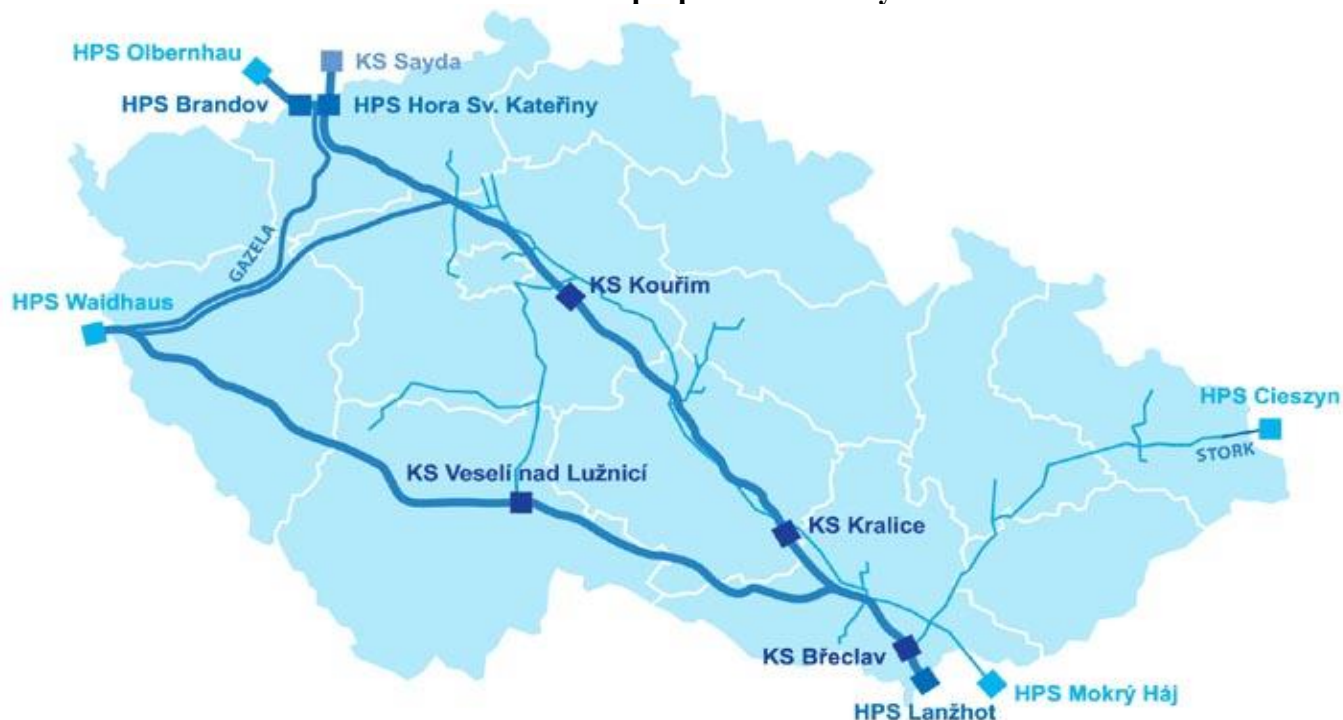 HPS Olbernhau
KS Sayda
HPS Brandov
HPS Hora Sv. Kateřiny
GAZELA
HPS Waidhaus
KS Kouřim
HPS Cieszyn
STORK
KS Veselí nad Lužnicí
KS Kralice
KS Břeclav
HPS Mokrý Háj
HPS Lanžhot